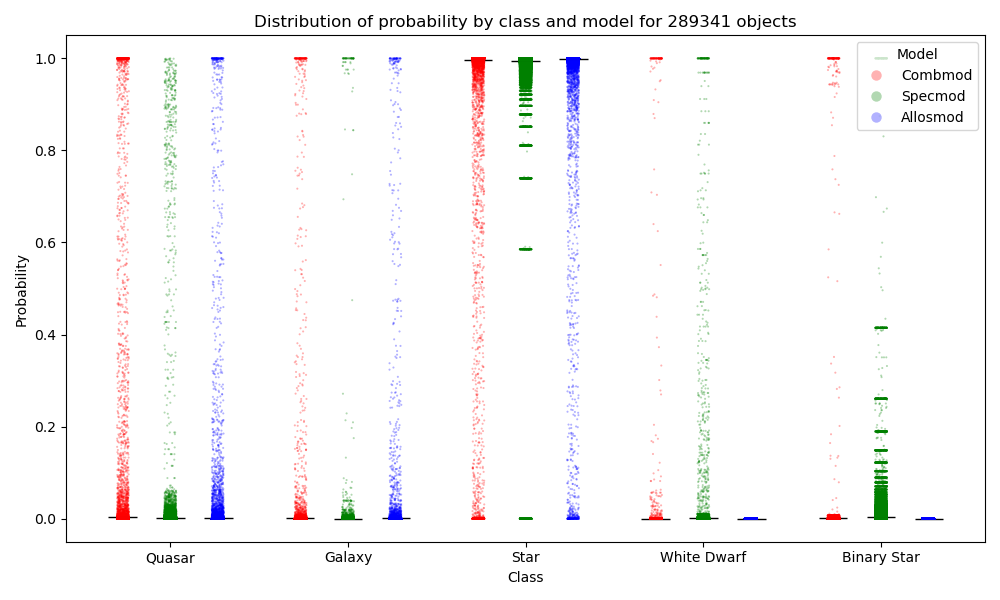 Distribution of probability by class and model for 289341 objects
Model
Combmod
Specmod
Allosmod
Probability
1.0
0.8
0.6
0.4
0.2
0.0
Quasar
Galaxy
Star
White Dwarf
Binary Star
Class